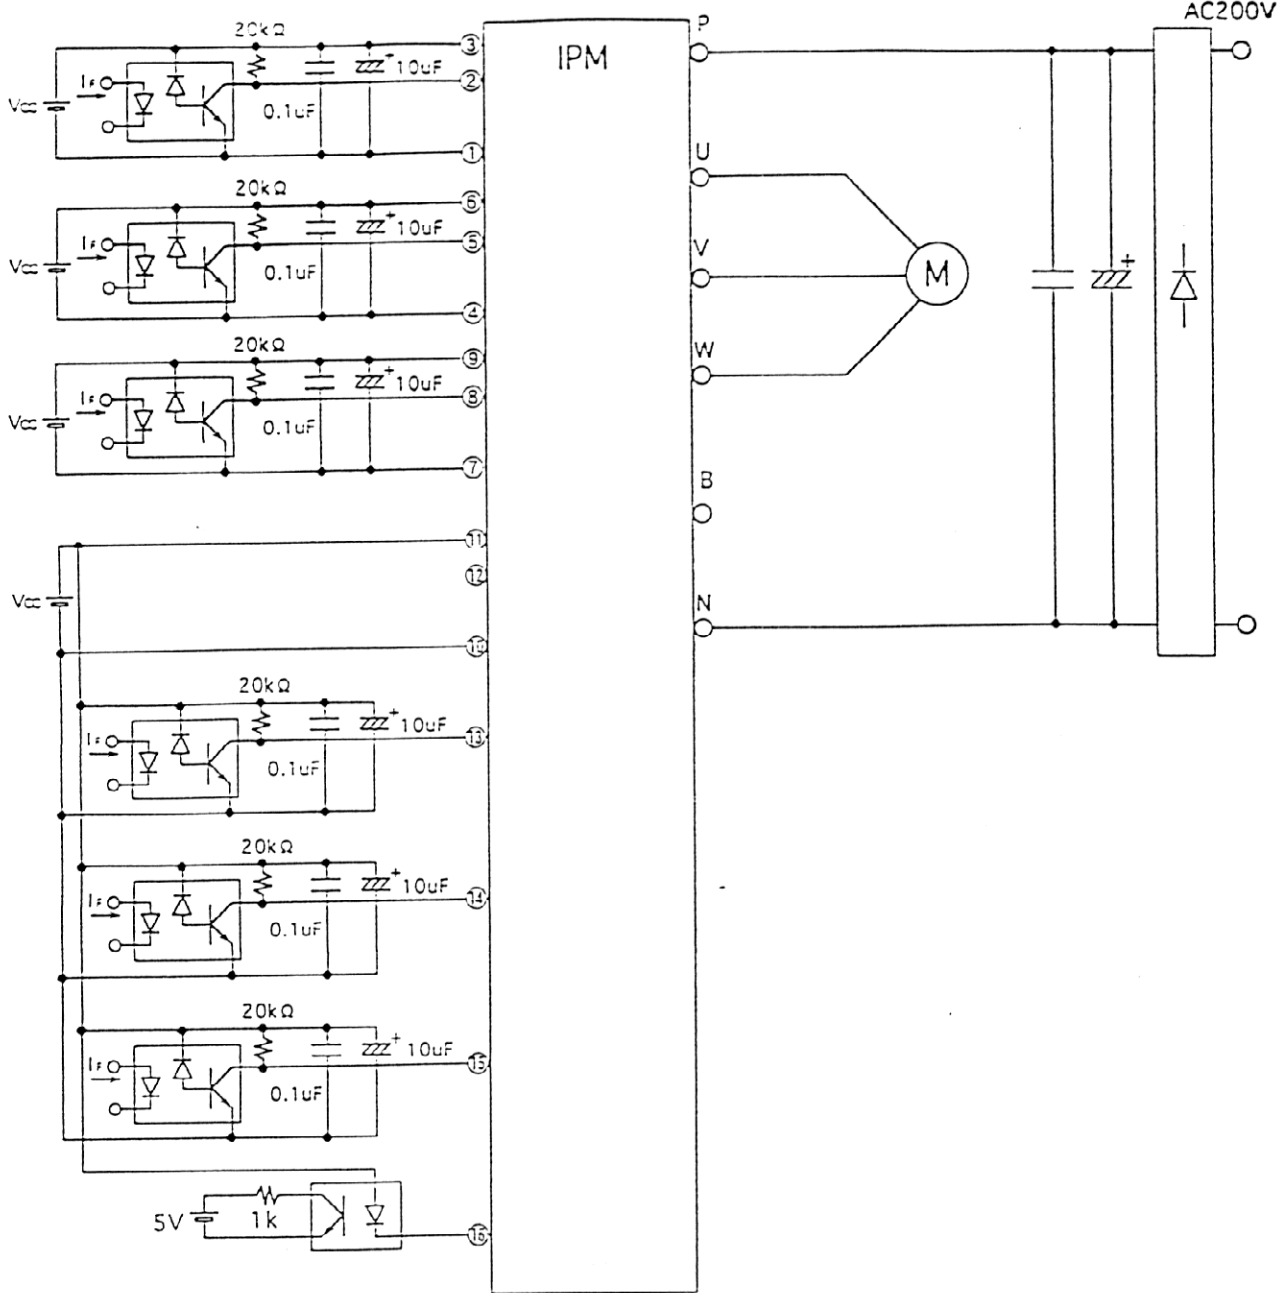 AC200V
IPM
P
U
V
W
B
N
M
20kΩ
③
+
10uF
②
IF
Vcc
0.1uF
①
20kΩ
⑥
+
10uF
⑤
IF
Vcc
0.1uF
④
20kΩ
⑨
+
10uF
⑧
IF
Vcc
0.1uF
⑦
+
⑪
⑫
Vcc
⑩
20kΩ
+
10uF
⑬
IF
0.1uF
20kΩ
+
10uF
⑭
IF
0.1uF
20kΩ
+
10uF
⑮
IF
0.1uF
5V
1k
⑯